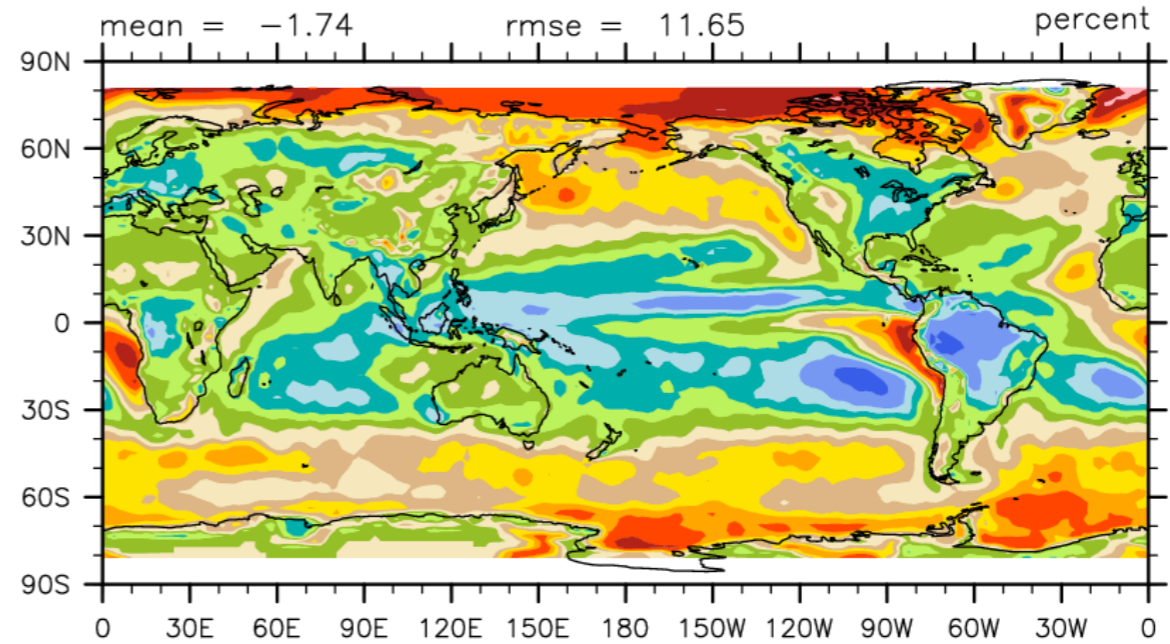 mean = -1.74 rmse = 11.65 percent
90N
60N
30N
0
30S
60S
90S
0 30E 60E 90E 120E 150E 180 150W 120W 90W 60W 30W 0